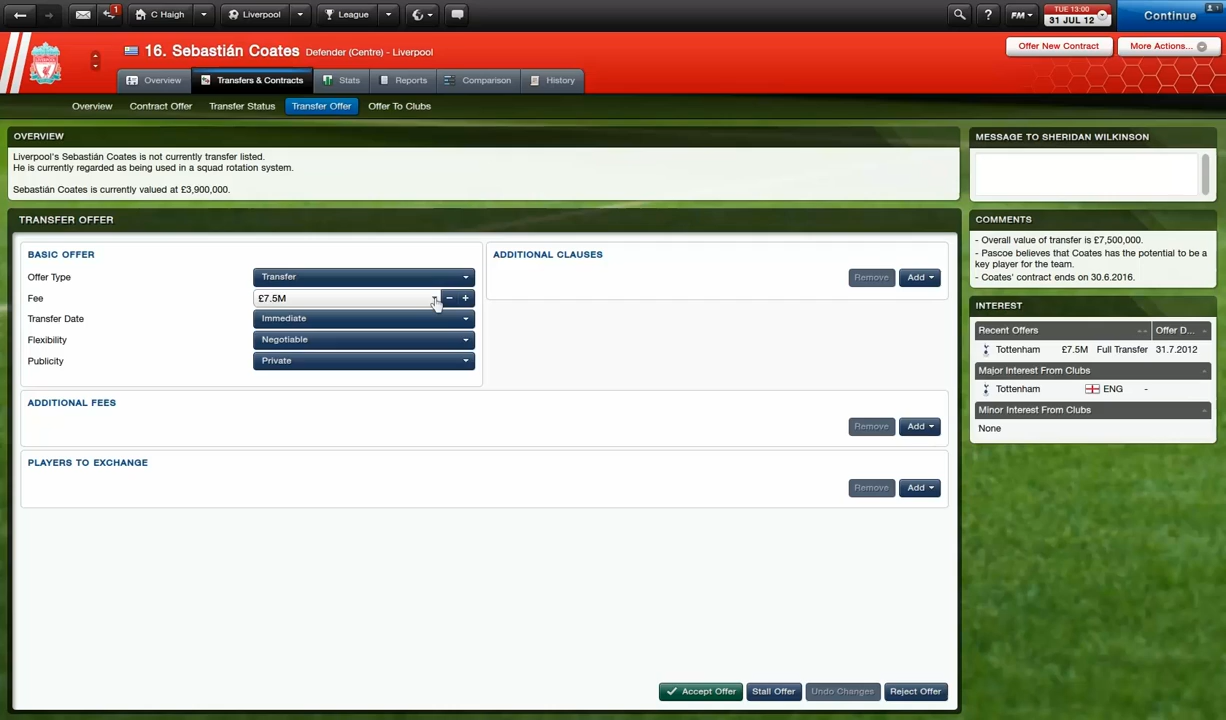 C Haigh
Liverpool
League
?
FM
TUE 13:00
31 JUL 12
Continue
1
1
16. Sebastián Coates Defender (Centre) - Liverpool
Offer New Contract
More Actions...
Overview
Transfers & Contracts
Stats
Reports
Comparison
History
Overview
Contract Offer
Transfer Status
Transfer Offer
Offer To Clubs
OVERVIEW
Liverpool's Sebastián Coates is not currently transfer listed.
He is currently regarded as being used in a squad rotation system.
Sebastián Coates is currently valued at £3,900,000.
MESSAGE TO SHERIDAN WILKINSON
TRANSFER OFFER
BASIC OFFER
Offer Type Transfer
Fee £7.5M
Transfer Date Immediate
Flexibility Negotiable
Publicity Private
ADDITIONAL CLAUSES
Remove Add
ADDITIONAL FEES
Remove Add
PLAYERS TO EXCHANGE
Remove Add
COMMENTS
- Overall value of transfer is £7,500,000.
- Pascoe believes that Coates has the potential to be a
key player for the team.
- Coates' contract ends on 30.6.2016.
INTEREST
Recent Offers Offer D...
Tottenham £7.5M Full Transfer 31.7.2012
Major Interest From Clubs
Tottenham ENG -
Minor Interest From Clubs
None
Accept Offer Stall Offer Undo Changes Reject Offer